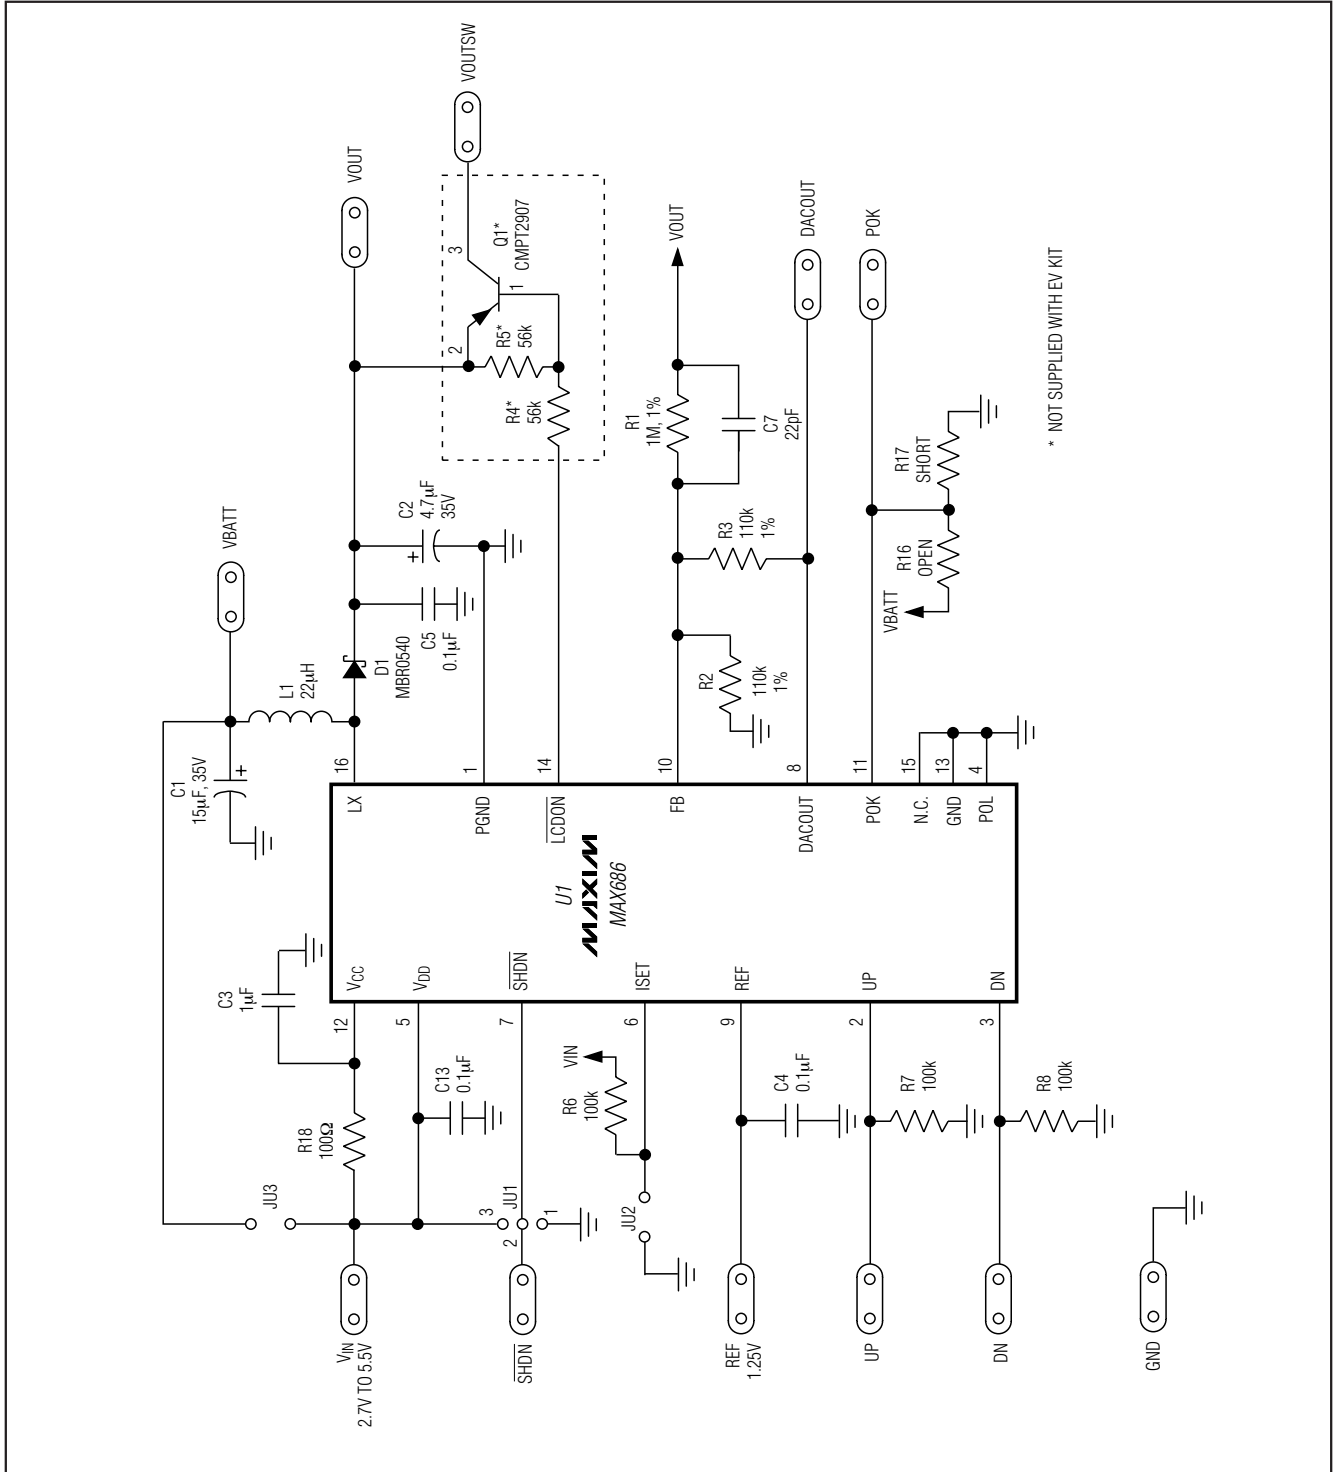 VBATT
VOUT
VOUTSW
C1
15µF, 35V
L1
22µH
D1
MBR0540
C5
0.1µF
C2
4.7µF
35V
R4*
56k
R5*
56k
2
1
3
Q1*
CMPT2907
JU3
VIN
2.7V TO 5.5V
R18
100Ω
C3
1µF
12
VCC
LX
16
5
VDD
PGND
1
C13
0.1µF
SHDN
JU1
3
2
1
7
SHDN
LCDON
14
U1
MAXIM
MAX686
JU2
R6
100k
VIN
6
ISET
FB
10
R2
110k
1%
R3
110k
1%
R1
1M, 1%
C7
22pF
VOUT
REF
1.25V
C4
0.1µF
9
REF
DACOUT
8
DACOUT
UP
R7
100k
2
UP
POK
11
POK
VBATT
R16
OPEN
R17
SHORT
N.C.
15
GND
13
POL
4
DN
R8
100k
3
DN
GND
* NOT SUPPLIED WITH EV KIT
+
+